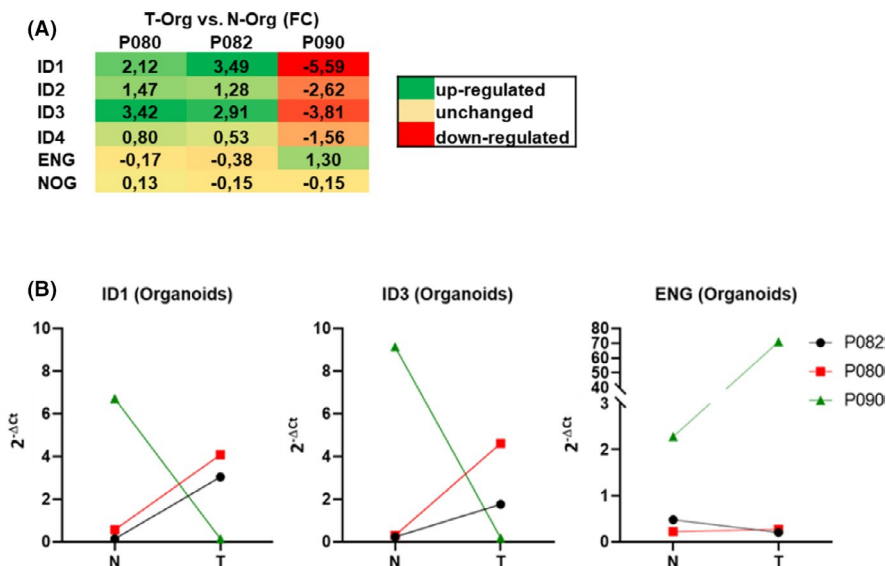 (A)
T-Org vs. N-Org (FC)
P080 P082 P090
ID1 2,12 3,49 -5,59
ID2 1,47 1,28 -2,62
ID3 3,42 2,91 -3,81
ID4 0,80 0,53 -1,56
ENG -0,17 -0,38 1,30
NOG 0,13 -0,15 -0,15
up-regulated
unchanged
down-regulated
(B)
ID1 (Organoids)
10
8
6
4
2
0
2-ΔCt
N T
ID3 (Organoids)
10
8
6
4
2
0
2-ΔCt
N T
ENG (Organoids)
80
70
60
50
40
3
2
1
0
2-ΔCt
N T
P082
P080
P090